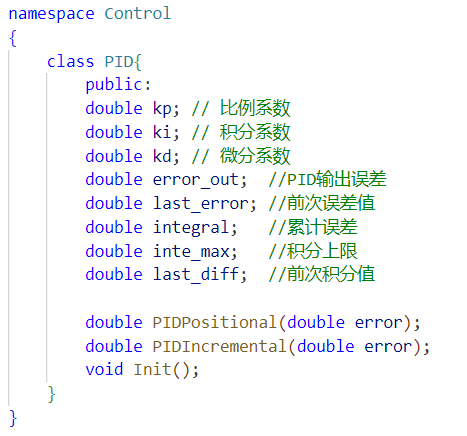 namespace Control
{
    class PID{
        public:
        double kp; // 比例系数
        double ki; // 积分系数
        double kd; // 微分系数
        double error_out;  //PID输出误差
        double last_error; //前次误差值
        double integral;   //累计误差
        double inte_max;   //积分上限
        double last_diff;  //前次积分值

        double PIDPositional(double error);
        double PIDIncremental(double error);
        void Init();
    }
}